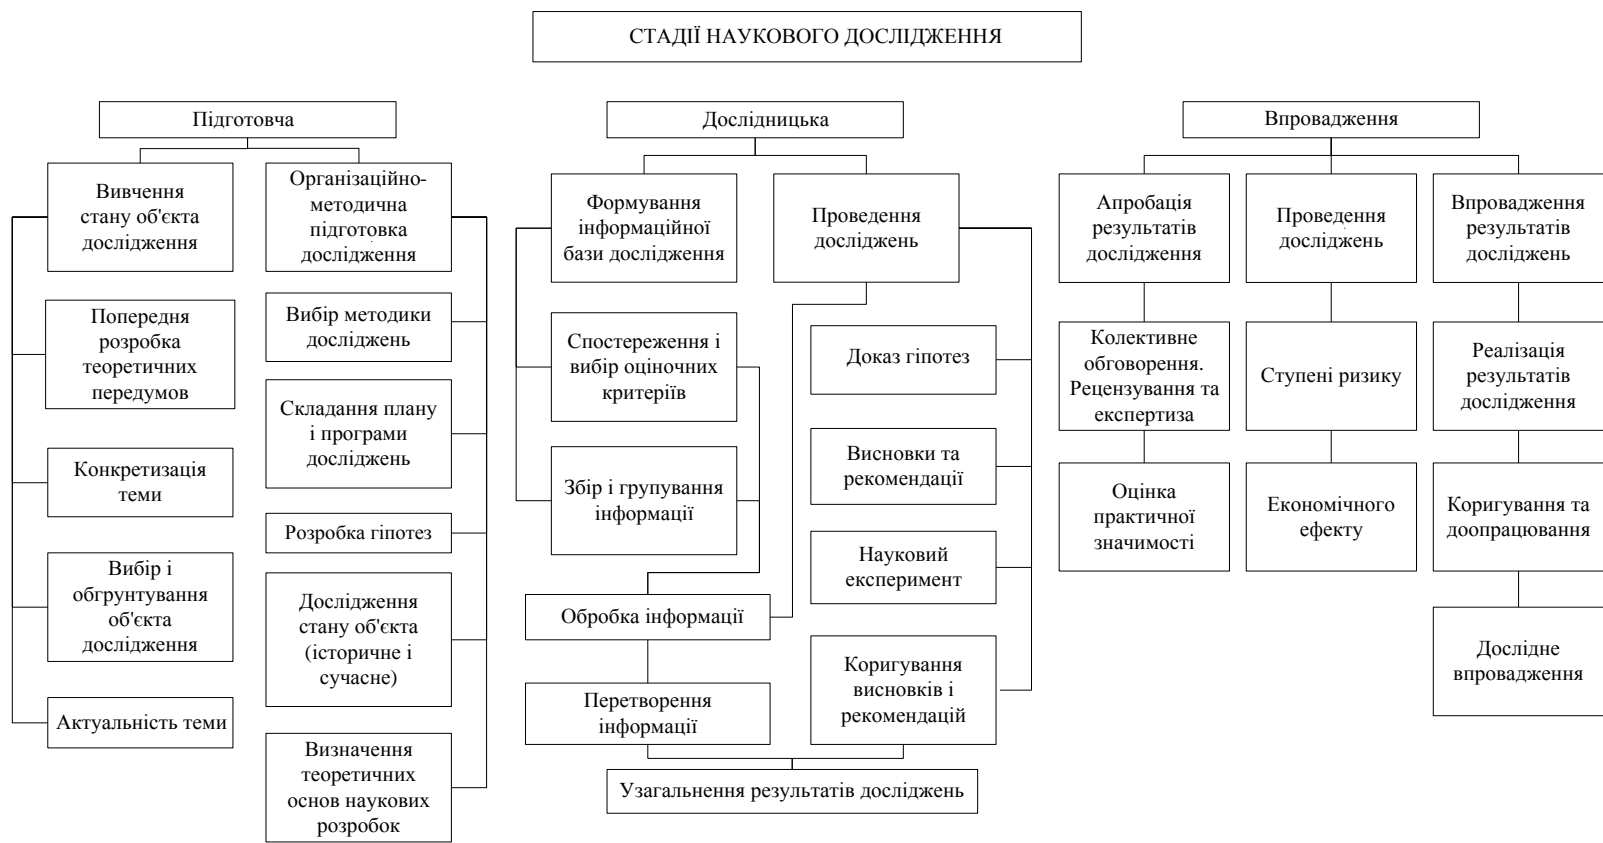 СТАДІЇ НАУКОВОГО ДОСЛІДЖЕННЯ
Підготовча
Вивчення
стану об'єкта
дослідження
Попередня
розробка
теоретичних
передумов
Конкретизація
теми
Вибір і
обгрунтування
об'єкта
дослідження
Актуальність теми
Організаційно-
методична
підготовка
дослідження
Вибір методики
досліджень
Складання плану
і програми
досліджень
Розробка гіпотез
Дослідження
стану об'єкта
(історичне і
сучасне)
Визначення
теоретичних
основ наукових
розробок
Дослідницька
Формування
інформаційної
бази дослідження
Спостереження і
вибір оціночних
критеріїв
Збір і групування
інформації
Обробка інформації
Перетворення
інформації
Проведення
досліджень
Доказ гіпотез
Висновки та
рекомендації
Науковий
експеримент
Коригування
висновків і
рекомендацій
Узагальнення результатів досліджень
Впровадження
Апробація
результатів
дослідження
Колективне
обговорення.
Рецензування та
експертиза
Оцінка
практичної
значимості
Проведення
досліджень
Ступені ризику
Економічного
ефекту
Впровадження
результатів
досліджень
Реалізація
результатів
дослідження
Коригування та
доопрацювання
Дослідне
впровадження